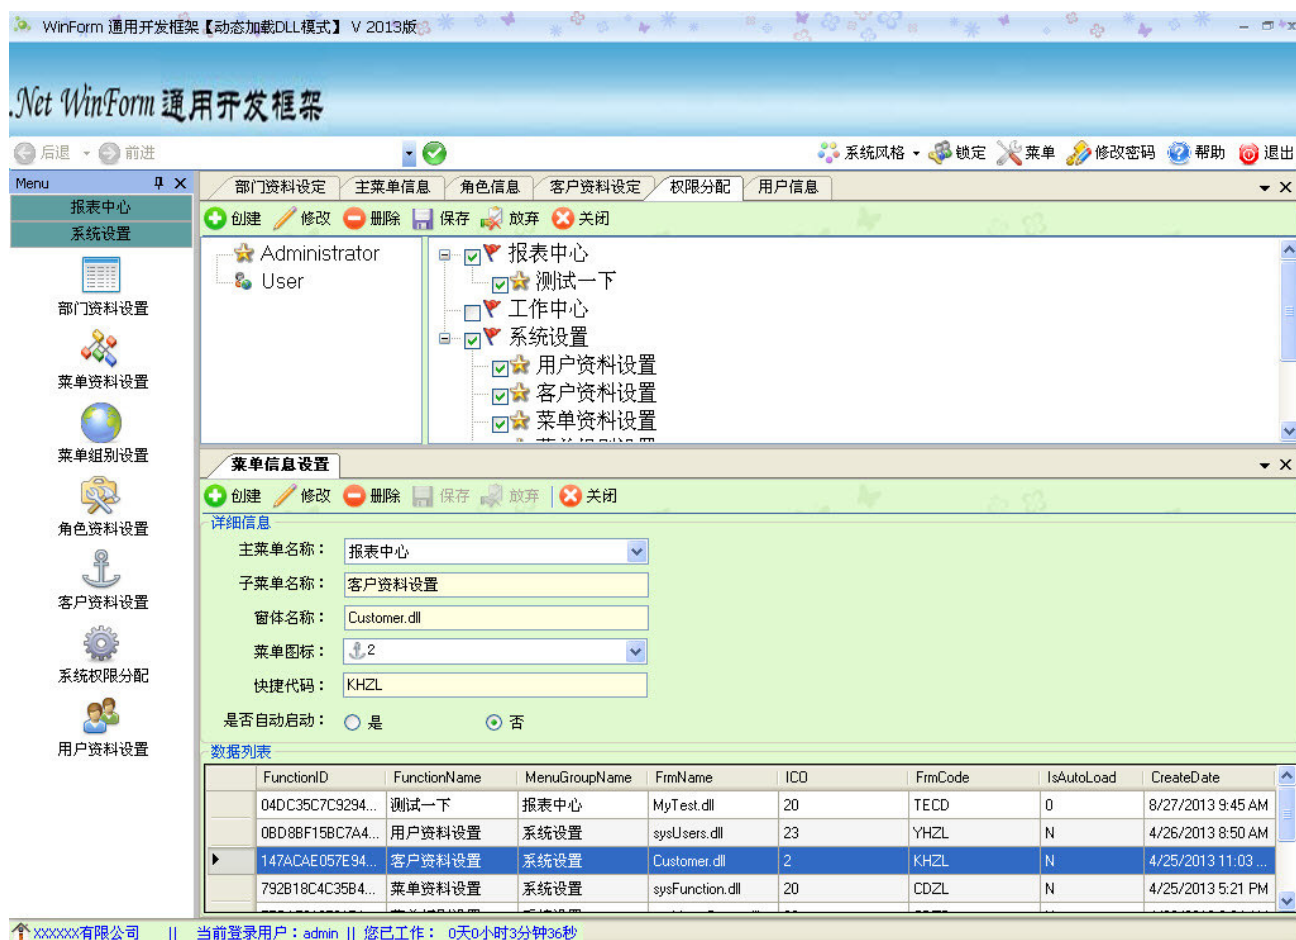 WinForm 通用开发框架【动态加载DLL模式】 V 2013版
.Net WinForm 通用开发框架
后退 前进 系统风格 锁定 菜单 修改密码 帮助 退出
Menu 部门资料设定 主菜单信息 角色信息 客户资料设定 权限分配 用户信息
报表中心
系统设置
创建 修改 删除 保存 放弃 关闭
部门资料设置
菜单资料设置
菜单组别设置
角色资料设置
客户资料设置
系统权限分配
用户资料设置
Administrator
User
报表中心
测试一下
工作中心
系统设置
用户资料设置
客户资料设置
菜单资料设置
菜单信息设置
创建 修改 删除 保存 放弃 关闭
详细信息
主菜单名称： 报表中心
子菜单名称： 客户资料设置
窗体名称： Customer.dll
菜单图标： 2
快捷代码： KHZL
是否自动启动： 是 否
数据列表
FunctionID FunctionName MenuGroupName FrmName ICO FrmCode IsAutoLoad CreateDate
04DC35C7C9294... 测试一下 报表中心 MyTest.dll 20 TECD 0 8/27/2013 9:45 AM
0BD8BF15BC7A4... 用户资料设置 系统设置 sysUsers.dll 23 YHZL N 4/26/2013 8:50 AM
147ACAE057E94... 客户资料设置 系统设置 Customer.dll 2 KHZL N 4/25/2013 11:03 ...
792B18C4C35B4... 菜单资料设置 系统设置 sysFunction.dll 20 CDZL N 4/25/2013 5:21 PM
XXXXXX有限公司 || 当前登录用户：admin || 您已工作： 0天0小时3分钟36秒